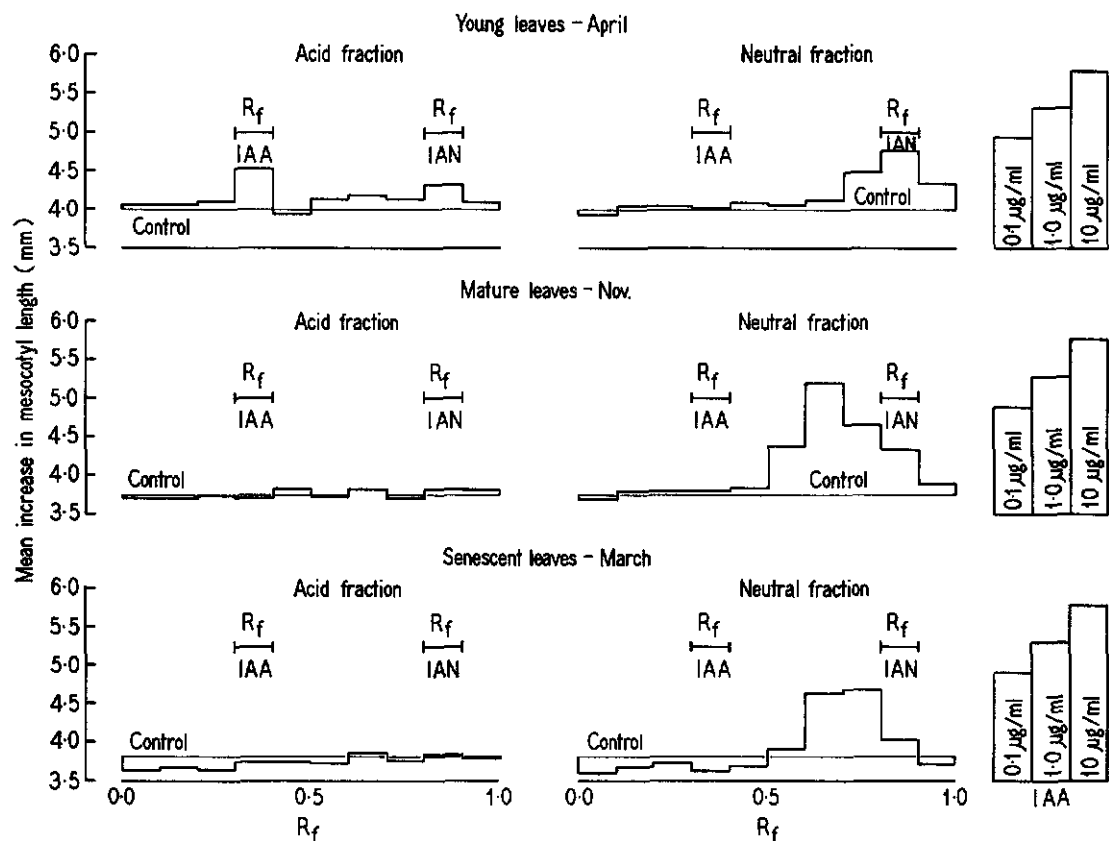 Young leaves – April
Acid fraction
Neutral fraction
Mean increase in mesocotyl length (mm)
6·0
5·5
5·0
4·5
4·0
3·5
Rf
IAA
Rf
IAN
Control
Rf
IAA
Rf
IAN
Control
0·1 µg/ml
1·0 µg/ml
10 µg/ml
Mature leaves – Nov.
Acid fraction
Neutral fraction
6·0
5·5
5·0
4·5
4·0
3·5
Rf
IAA
Rf
IAN
Control
Rf
IAA
Rf
IAN
Control
0·1 µg/ml
1·0 µg/ml
10 µg/ml
Senescent leaves – March
Acid fraction
Neutral fraction
6·0
5·5
5·0
4·5
4·0
3·5
Rf
IAA
Rf
IAN
Control
Rf
IAA
Rf
IAN
Control
0·1 µg/ml
1·0 µg/ml
10 µg/ml
0·0
0·5
1·0
Rf
0·0
0·5
1·0
Rf
IAA